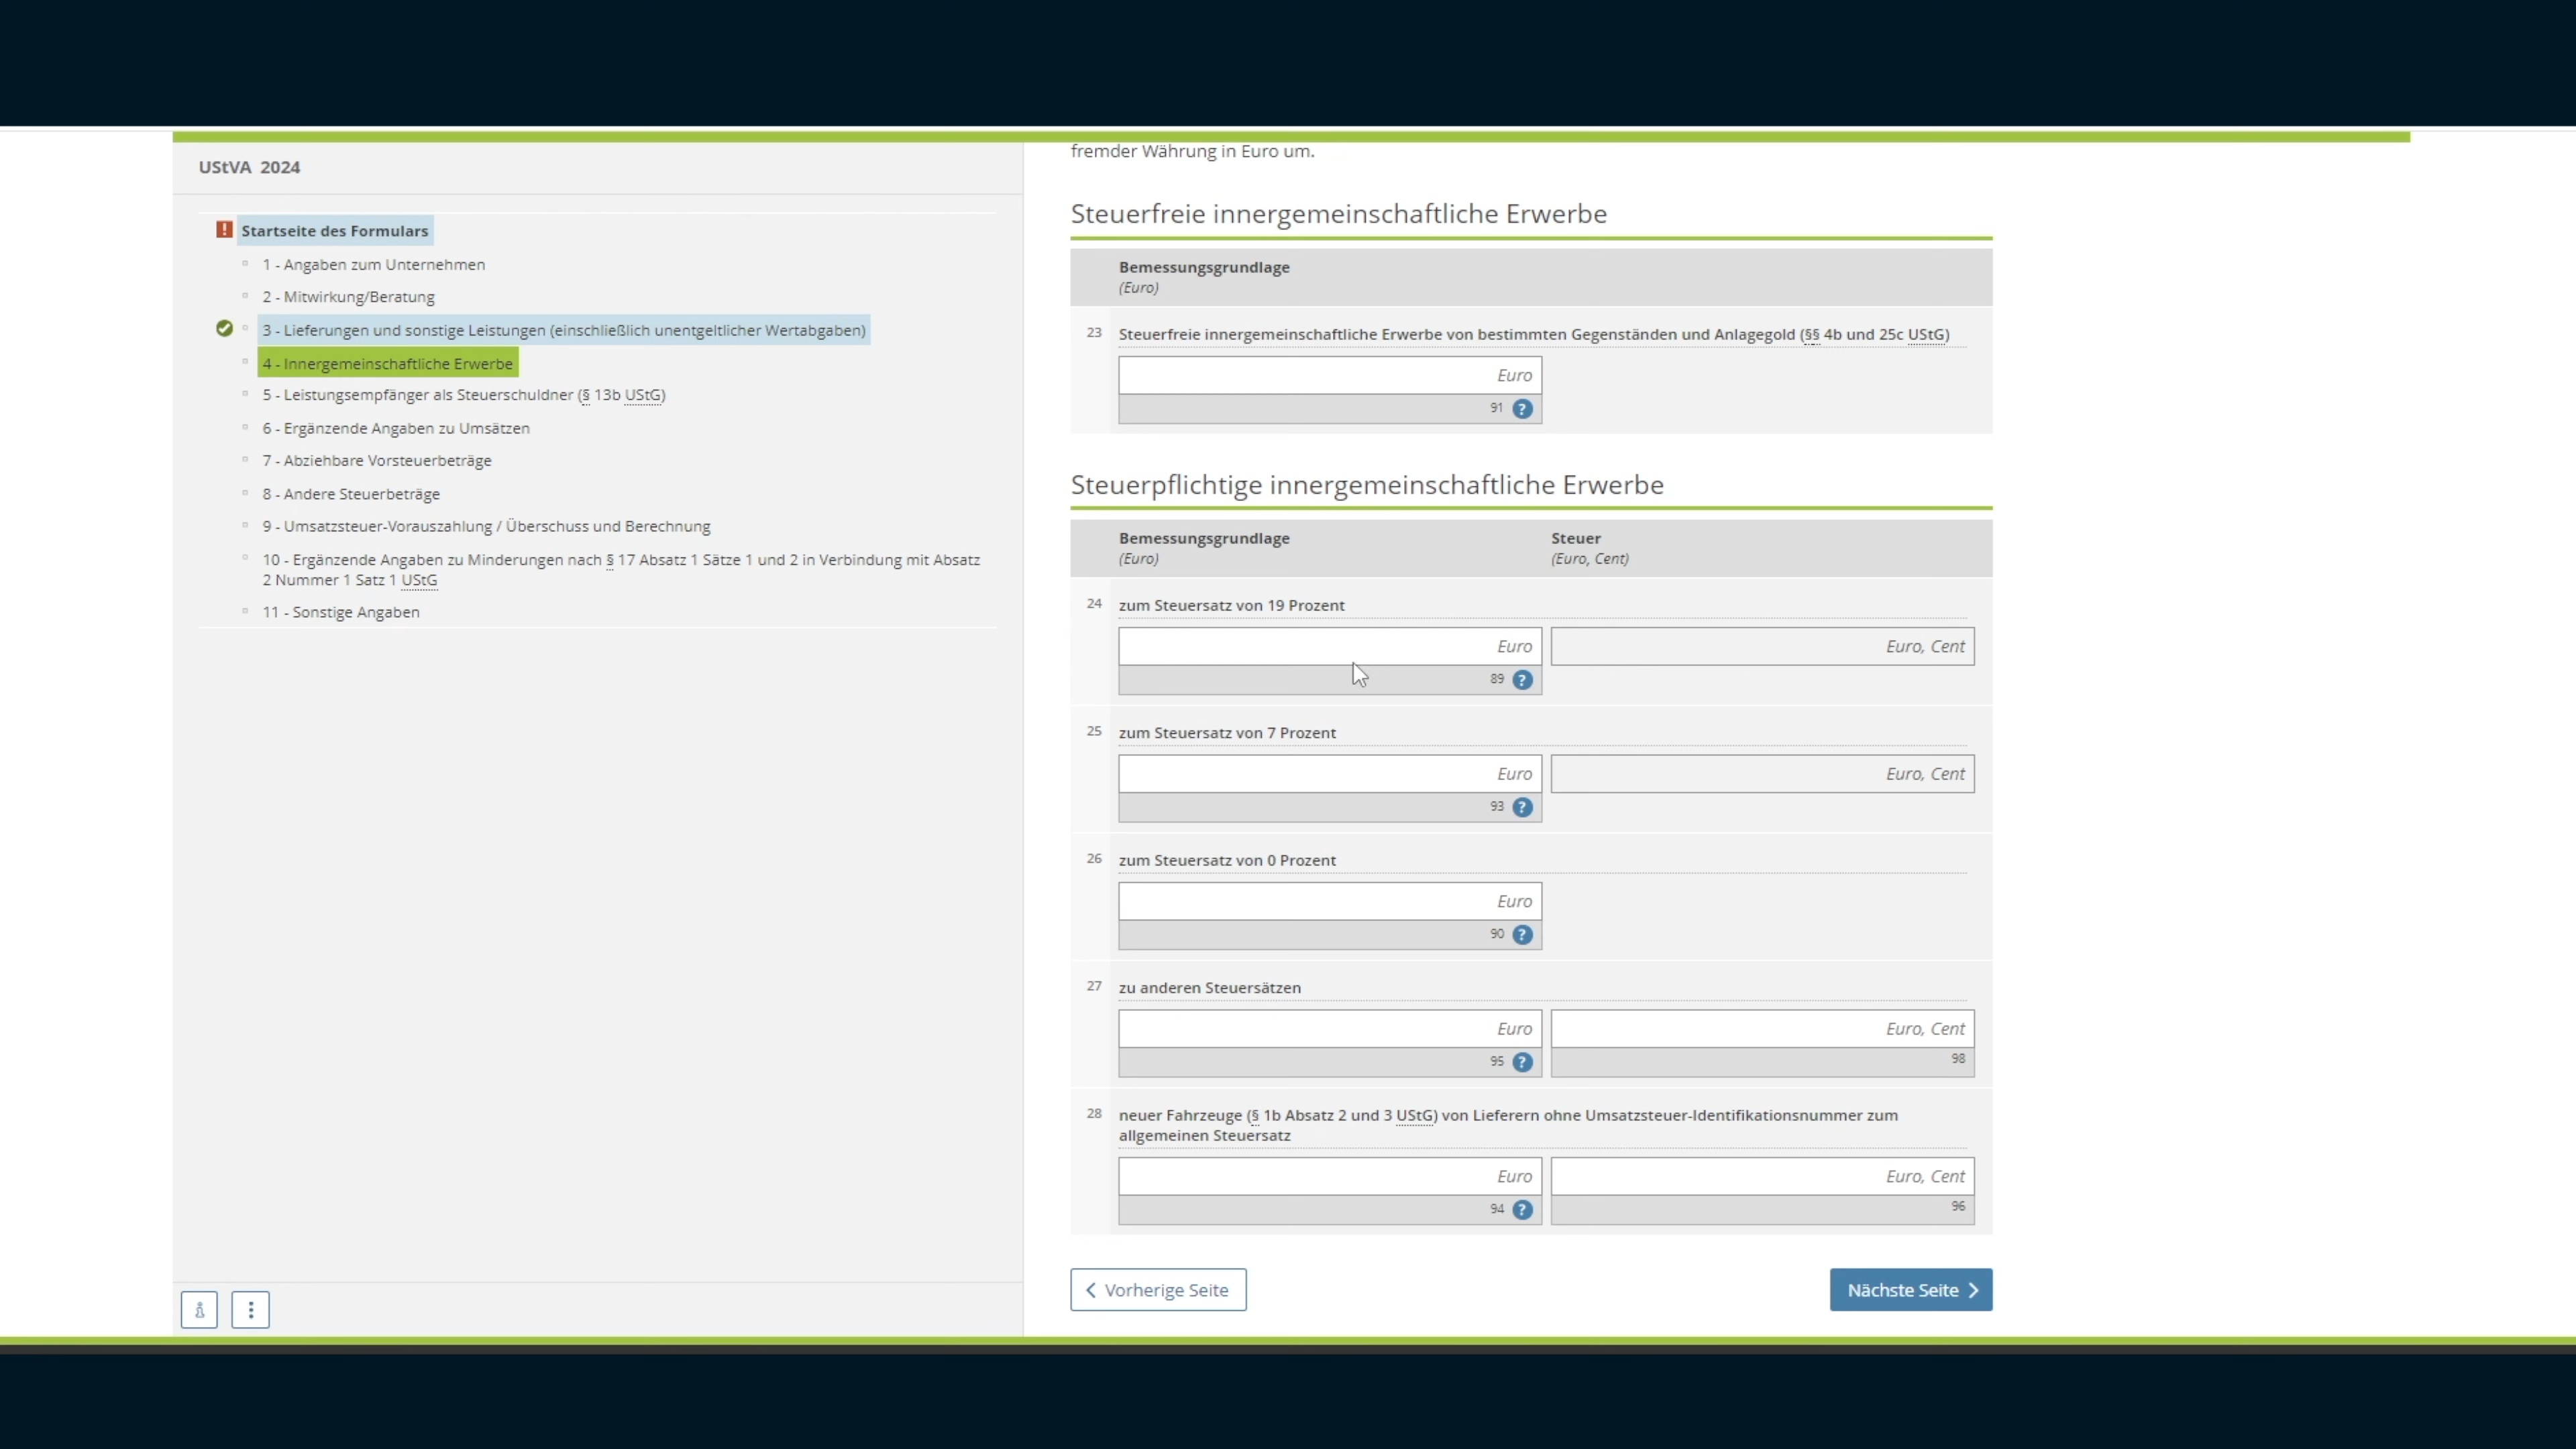 UStVA 2024
! Startseite des Formulars
1 - Angaben zum Unternehmen
2 - Mitwirkung/Beratung
3 - Lieferungen und sonstige Leistungen (einschließlich unentgeltlicher Wertabgaben)
4 - Innergemeinschaftliche Erwerbe
5 - Leistungsempfänger als Steuerschuldner (§ 13b UStG)
6 - Ergänzende Angaben zu Umsätzen
7 - Abziehbare Vorsteuerbeträge
8 - Andere Steuerbeträge
9 - Umsatzsteuer-Vorauszahlung / Überschuss und Berechnung
10 - Ergänzende Angaben zu Minderungen nach § 17 Absatz 1 Sätze 1 und 2 in Verbindung mit Absatz
2 Nummer 1 Satz 1 UStG
11 - Sonstige Angaben
fremder Währung in Euro um.
Steuerfreie innergemeinschaftliche Erwerbe
Bemessungsgrundlage
(Euro)
23 Steuerfreie innergemeinschaftliche Erwerbe von bestimmten Gegenständen und Anlagegold (§§ 4b und 25c UStG)
Euro
91 ?
Steuerpflichtige innergemeinschaftliche Erwerbe
Bemessungsgrundlage Steuer
(Euro) (Euro, Cent)
24 zum Steuersatz von 19 Prozent
Euro Euro, Cent
89 ?
25 zum Steuersatz von 7 Prozent
Euro Euro, Cent
93 ?
26 zum Steuersatz von 0 Prozent
Euro
90 ?
27 zu anderen Steuersätzen
Euro Euro, Cent
95 ? 98
28 neuer Fahrzeuge (§ 1b Absatz 2 und 3 UStG) von Lieferern ohne Umsatzsteuer-Identifikationsnummer zum
allgemeinen Steuersatz
Euro Euro, Cent
94 ? 96
Vorherige Seite Nächste Seite